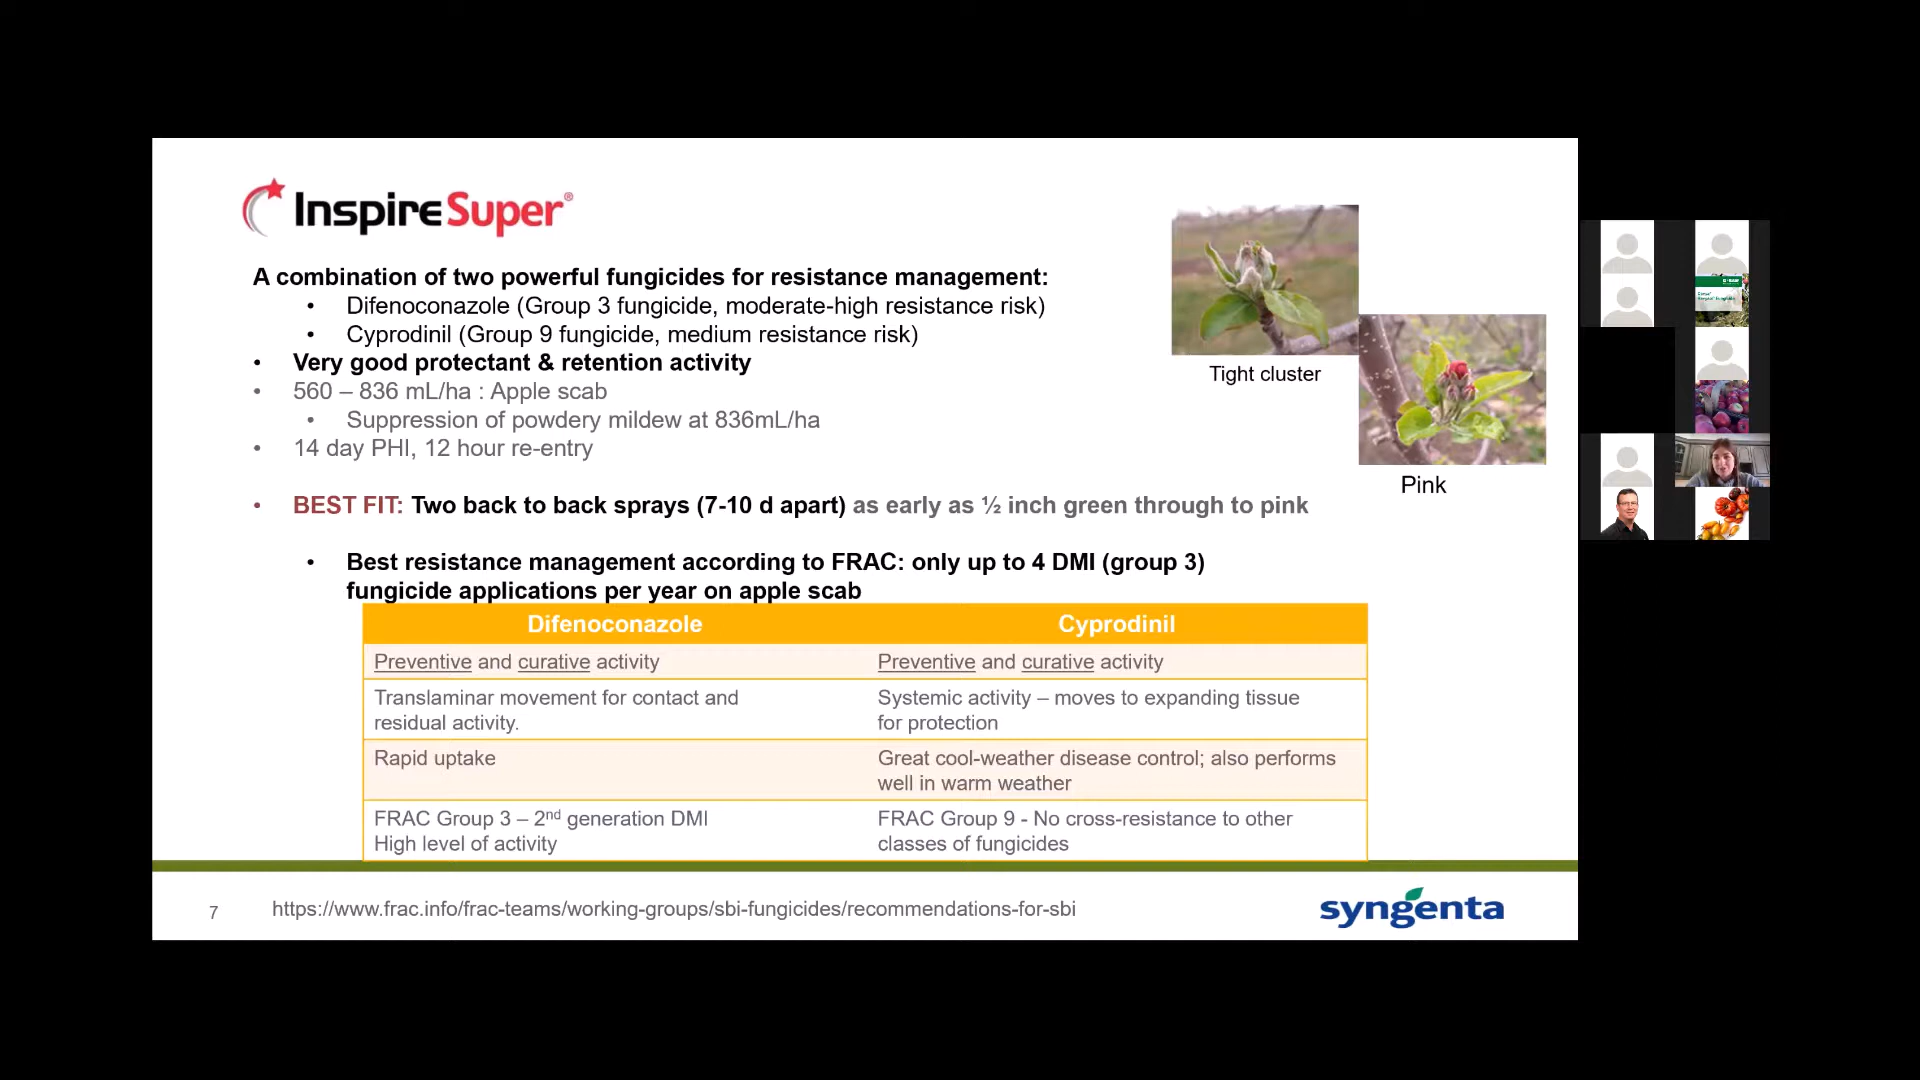 InspireSuper®
A combination of two powerful fungicides for resistance management:
• Difenoconazole (Group 3 fungicide, moderate-high resistance risk)
• Cyprodinil (Group 9 fungicide, medium resistance risk)
• Very good protectant & retention activity
• 560 – 836 mL/ha : Apple scab
• Suppression of powdery mildew at 836mL/ha
• 14 day PHI, 12 hour re-entry
Tight cluster
Pink
• BEST FIT: Two back to back sprays (7-10 d apart) as early as ½ inch green through to pink
• Best resistance management according to FRAC: only up to 4 DMI (group 3)
fungicide applications per year on apple scab
Difenoconazole
Cyprodinil
Preventive and curative activity
Preventive and curative activity
Translaminar movement for contact and
residual activity.
Systemic activity – moves to expanding tissue
for protection
Rapid uptake
Great cool-weather disease control; also performs
well in warm weather
FRAC Group 3 – 2nd generation DMI
High level of activity
FRAC Group 9 - No cross-resistance to other
classes of fungicides
7
https://www.frac.info/frac-teams/working-groups/sbi-fungicides/recommendations-for-sbi
syngenta